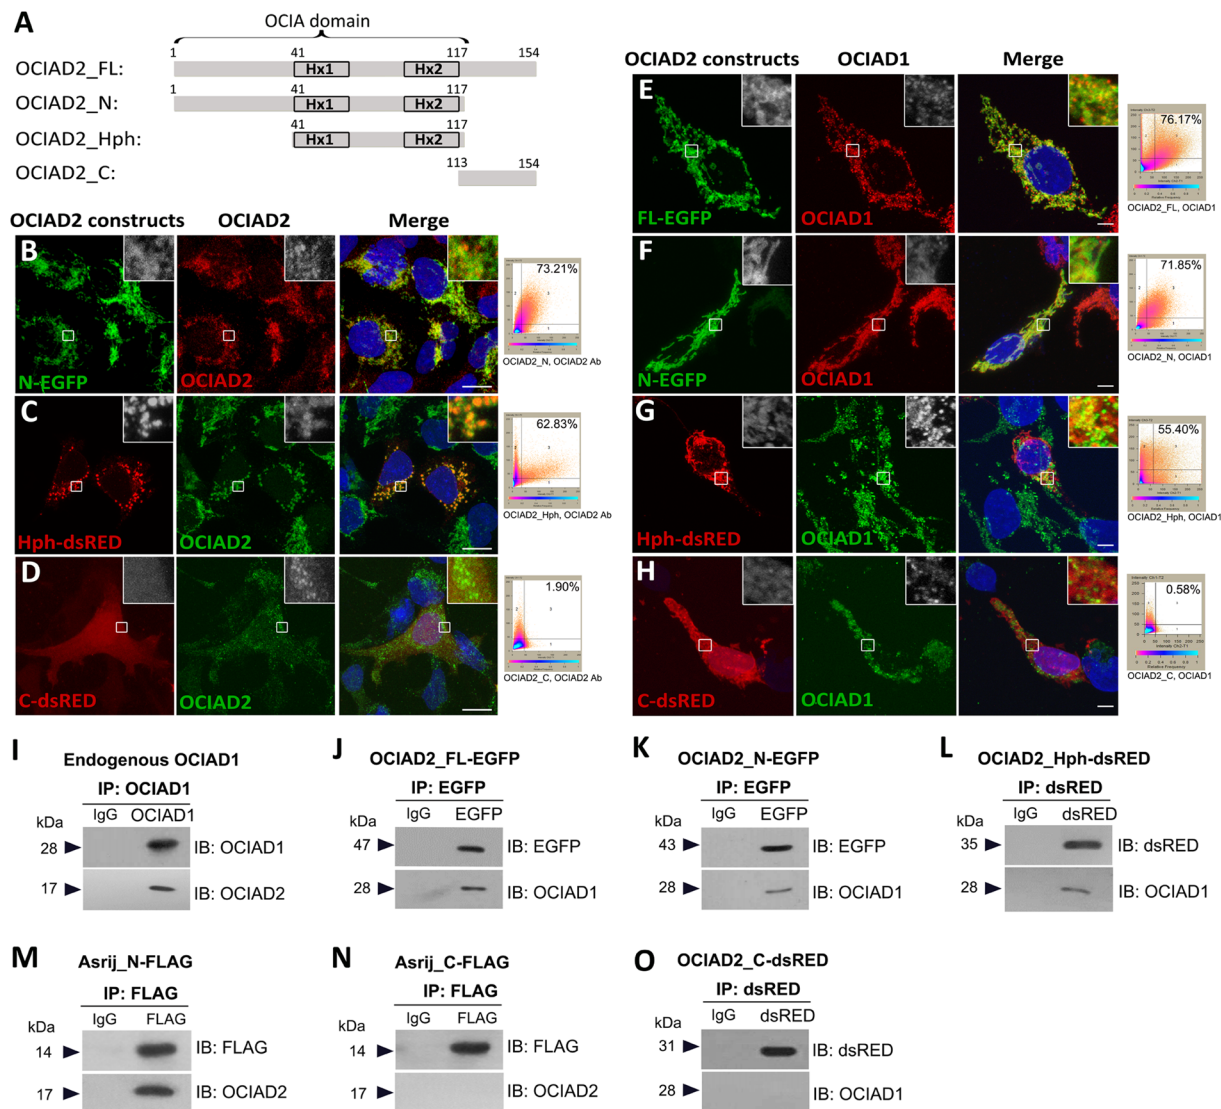 A
OCIA domain
1 41 117 154
OCIAD2_FL: Hx1 Hx2
1 41 117
OCIAD2_N: Hx1 Hx2
41 117
OCIAD2_Hph: Hx1 Hx2
113 154
OCIAD2_C:
OCIAD2 constructs OCIAD2 Merge
B
N-EGFP
OCIAD2
73.21%
OCIAD2_N, OCIAD2 Ab
C
Hph-dsRED
OCIAD2
62.83%
OCIAD2_Hph, OCIAD2 Ab
D
C-dsRED
OCIAD2
1.90%
OCIAD2_C, OCIAD2 Ab
OCIAD2 constructs OCIAD1 Merge
E
FL-EGFP
OCIAD1
76.17%
OCIAD2_FL, OCIAD1
F
N-EGFP
OCIAD1
71.85%
OCIAD2_N, OCIAD1
G
Hph-dsRED
OCIAD1
55.40%
OCIAD2_Hph, OCIAD1
H
C-dsRED
OCIAD1
0.58%
OCIAD2_C, OCIAD1
I
Endogenous OCIAD1
IP: OCIAD1
IgG OCIAD1
kDa
28 IB: OCIAD1
17 IB: OCIAD2
J
OCIAD2_FL-EGFP
IP: EGFP
IgG EGFP
kDa
47 IB: EGFP
28 IB: OCIAD1
K
OCIAD2_N-EGFP
IP: EGFP
IgG EGFP
kDa
43 IB: EGFP
28 IB: OCIAD1
L
OCIAD2_Hph-dsRED
IP: dsRED
IgG dsRED
kDa
35 IB: dsRED
28 IB: OCIAD1
M
Asrij_N-FLAG
IP: FLAG
IgG FLAG
kDa
14 IB: FLAG
17 IB: OCIAD2
N
Asrij_C-FLAG
IP: FLAG
IgG FLAG
kDa
14 IB: FLAG
17 IB: OCIAD2
O
OCIAD2_C-dsRED
IP: dsRED
IgG dsRED
kDa
31 IB: dsRED
28 IB: OCIAD1